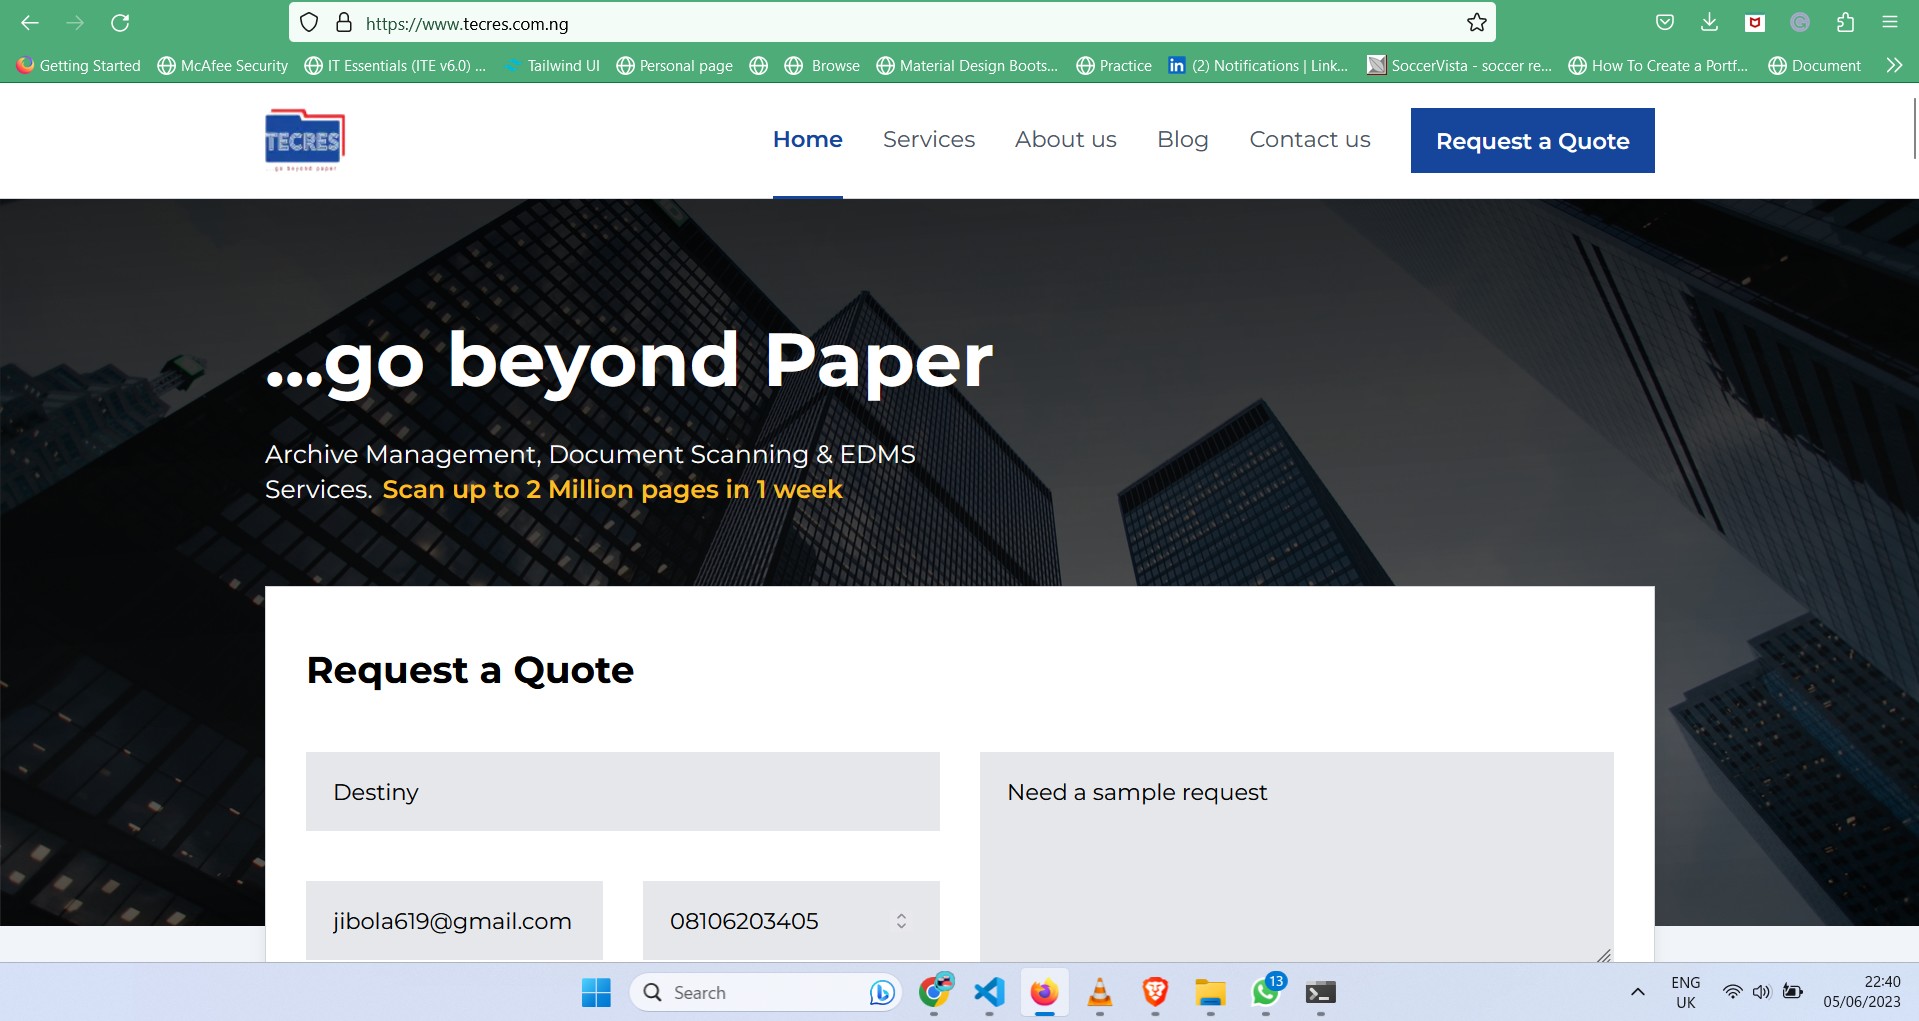 https://www.tecres.com.ng
Getting Started
McAfee Security
IT Essentials (ITE v6.0) ...
Tailwind UI
Personal page
Browse
Material Design Boots...
Practice
(2) Notifications | Link...
SoccerVista - soccer re...
How To Create a Portf...
Document
TECRES
go beyond paper
Home
Services
About us
Blog
Contact us
Request a Quote
...go beyond Paper
Archive Management, Document Scanning & EDMS
Services. Scan up to 2 Million pages in 1 week
Request a Quote
Destiny
Need a sample request
jibola619@gmail.com
08106203405
Search
13
ENG
UK
22:40
05/06/2023